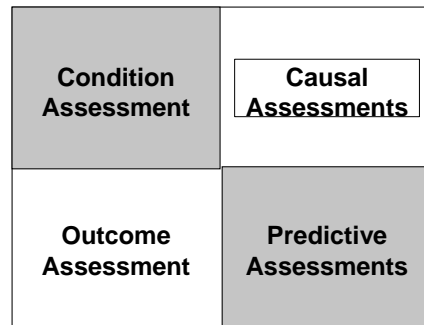 Condition
Assessment
Causal
Assessments
Outcome
Assessment
Predictive
Assessments